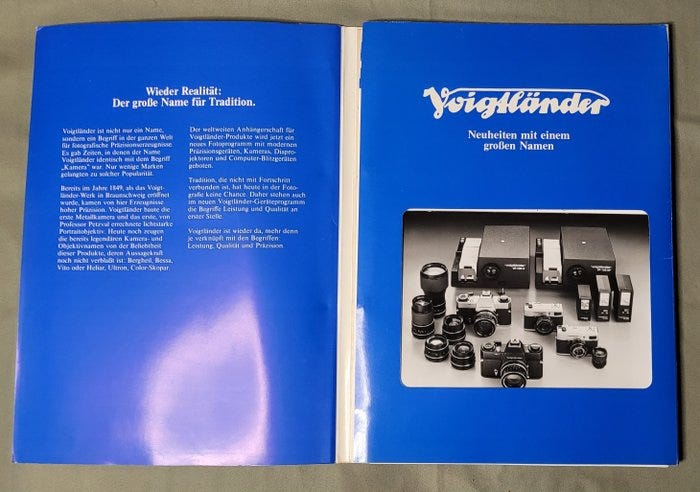 Wieder Realität:
Der große Name für Tradition.
Voigtländer ist nicht nur ein Name,
sondern ein Begriff in der ganzen Welt
für fotografische Präzisionserzeugnisse.
Es gab Zeiten, in denen der Name
Voigtländer identisch mit dem Begriff
„Kamera" war. Nur wenige Marken
gelangten zu solcher Popularität.
Bereits im Jahre 1849, als das Voigt-
länder-Werk in Braunschweig eröffnet
wurde, kamen von hier Erzeugnisse
hoher Präzision. Voigtländer baute die
erste Metallkamera und das erste, von
Professor Petzval errechnete lichtstarke
Portraitobjektiv. Heute noch zeugen
die bereits legendären Kamera- und
Objektivnamen von der Beliebtheit
dieser Produkte, deren Aussagekraft
noch nicht verblaßt ist: Bergheil, Bessa,
Vito oder Heliar, Ultron, Color-Skopar.
Der weltweiten Anhängerschaft für
Voigtländer-Produkte wird jetzt ein
neues Fotoprogramm mit modernen
Präzisionsgeräten, Kameras, Diapro-
jektoren und Computer-Blitzgeräten
geboten.
Tradition, die nicht mit Fortschritt
verbunden ist, hat heute in der Foto-
grafie keine Chance. Daher stehen auch
im neuen Voigtländer-Geräteprogramm
die Begriffe Leistung und Qualität an
erster Stelle.
Voigtländer ist wieder da, mehr denn
je verknüpft mit den Begriffen:
Leistung, Qualität und Präzision.
Voigtländer
Neuheiten mit einem
großen Namen